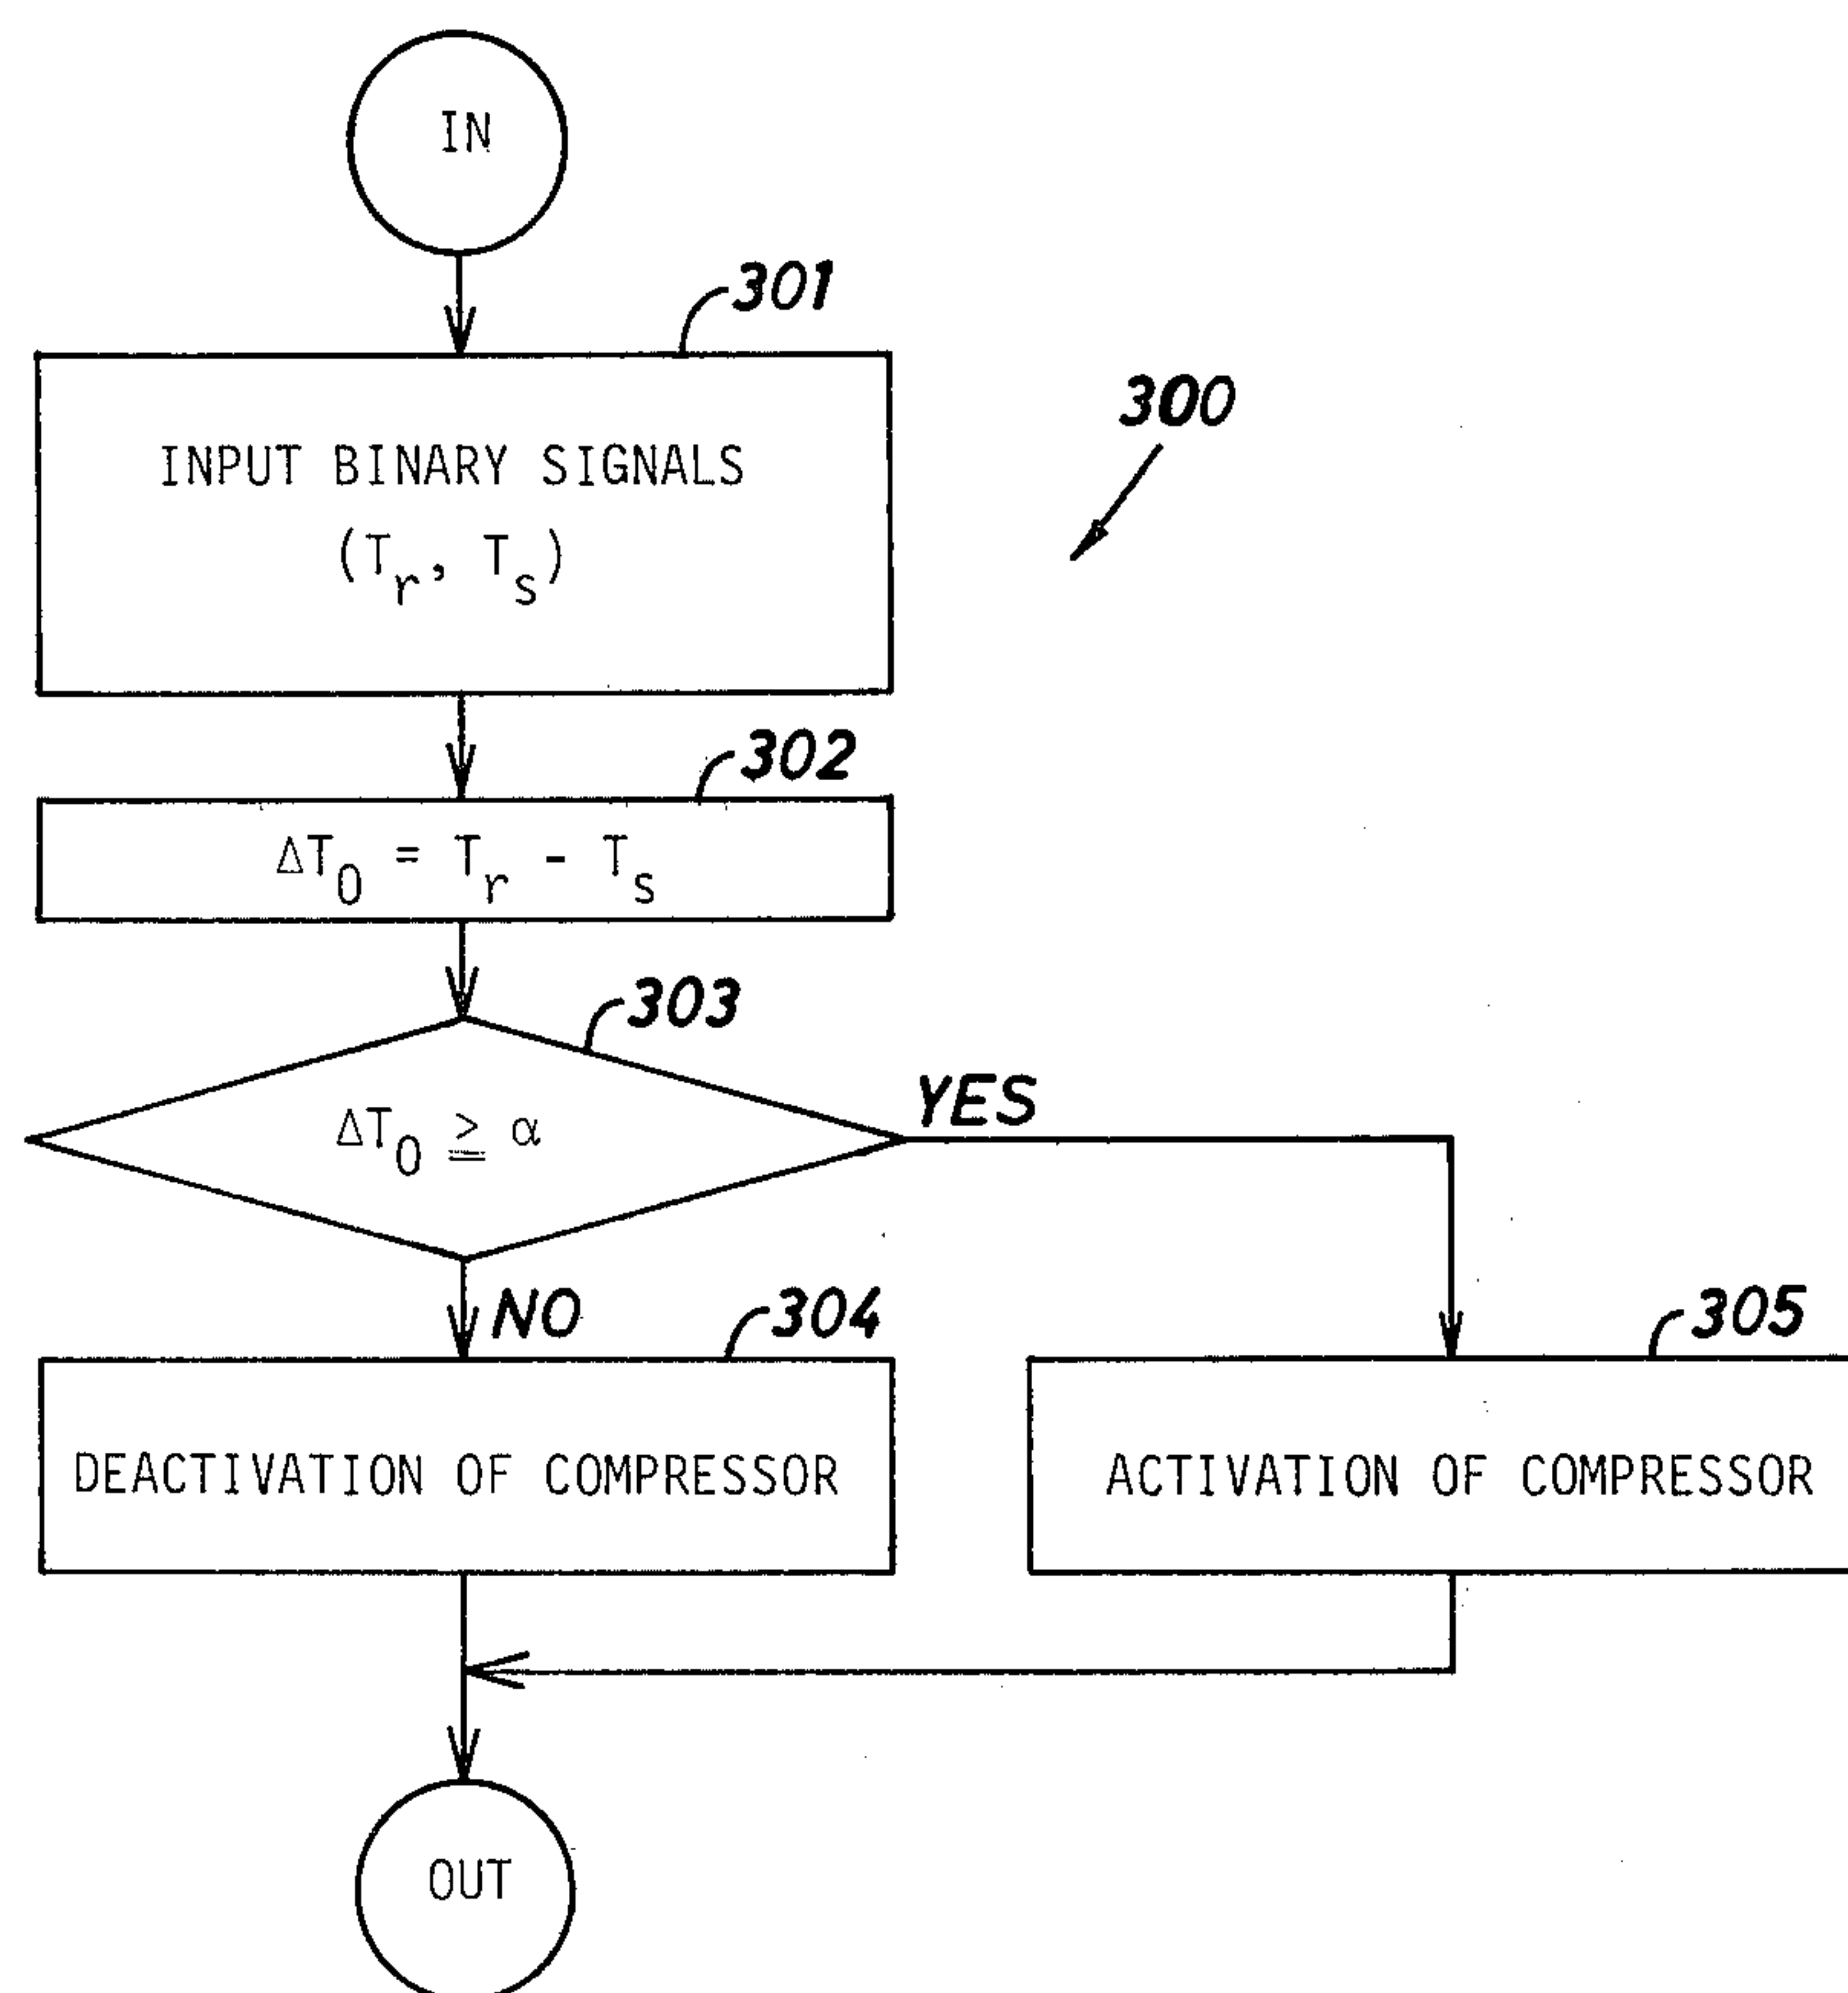 IN
301
INPUT BINARY SIGNALS
(Tr, Ts)
300
302
ΔT0 = Tr - Ts
303
ΔT0 ≧ α
YES
NO
304
305
DEACTIVATION OF COMPRESSOR
ACTIVATION OF COMPRESSOR
OUT